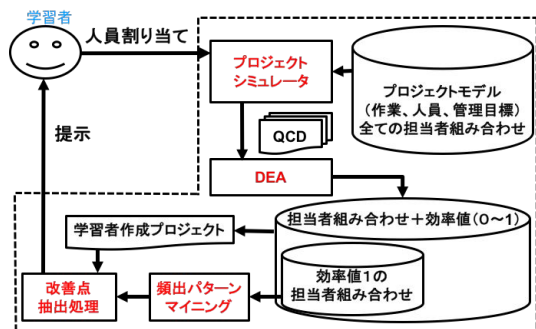 学習者
人員割り当て
プロジェクト
シミュレータ
プロジェクトモデル
(作業、人員、管理目標)
全ての担当者組み合わせ
提示
QCD
DEA
担当者組み合わせ+効率値(0~1)
学習者作成プロジェクト
効率値1の
担当者組み合わせ
改善点
抽出処理
頻出パターン
マイニング